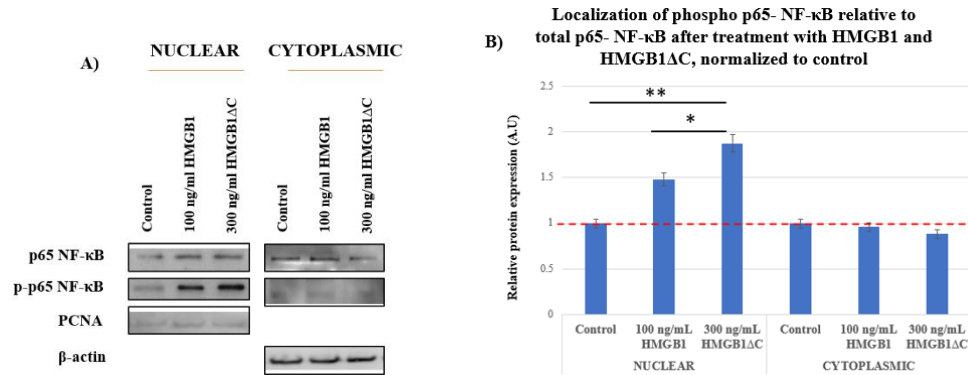 A)
NUCLEAR
CYTOPLASMIC
Control
100 ng/ml HMGB1
300 ng/ml HMGB1ΔC
Control
100 ng/ml HMGB1
300 ng/ml HMGB1ΔC
p65 NF-κB
p-p65 NF-κB
PCNA
β-actin
B)
Localization of phospho p65- NF-κB relative to
total p65- NF-κB after treatment with HMGB1 and
HMGB1ΔC, normalized to control
Relative protein expression (A.U)
2.5
2
1.5
1
0.5
0
**
*
Control
100 ng/mL
HMGB1
300 ng/mL
HMGB1ΔC
Control
100 ng/mL
HMGB1
300 ng/mL
HMGB1ΔC
NUCLEAR
CYTOPLASMIC